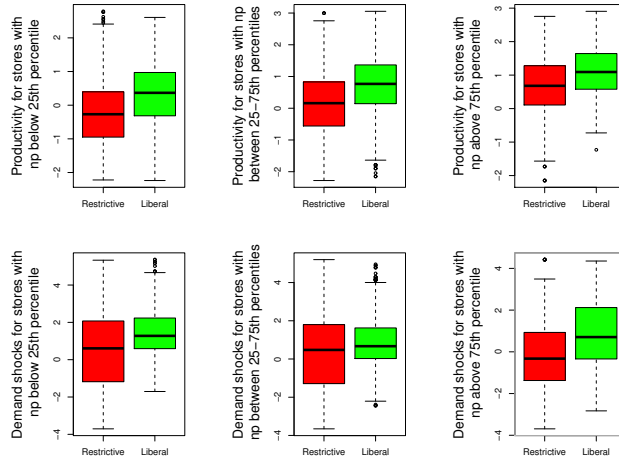 Productivity for stores with
np below 25th percentile
2
1
0
−1
−2
Restrictive
Liberal
Productivity for stores with np
between 25−75th percentiles
3
2
1
0
−1
−2
Restrictive
Liberal
Productivity for stores with
np above 75th percentile
3
2
1
0
−1
−2
Restrictive
Liberal
Demand shocks for stores with
np below 25th percentile
4
2
0
−2
−4
Restrictive
Liberal
Demand shocks for stores with
np between 25−75th percentiles
4
2
0
−2
−4
Restrictive
Liberal
Demand shocks for stores with
np above 75th percentile
4
2
0
−2
−4
Restrictive
Liberal